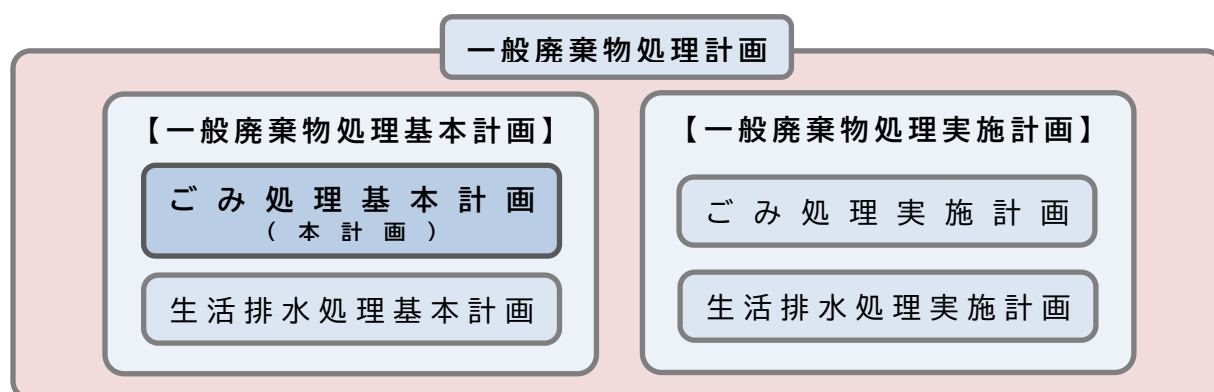 一般廃棄物処理計画
【一般廃棄物処理基本計画】
ごみ処理基本計画
（本計画）
生活排水処理基本計画
【一般廃棄物処理実施計画】
ごみ処理実施計画
生活排水処理実施計画